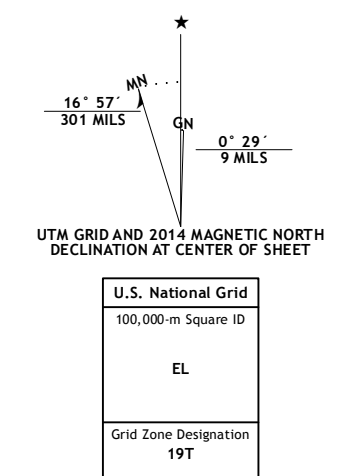 ★
MN
16° 57´
301 MILS
GN
0° 29´
9 MILS
UTM GRID AND 2014 MAGNETIC NORTH
DECLINATION AT CENTER OF SHEET
U.S. National Grid
100,000-m Square ID
EL
Grid Zone Designation
19T